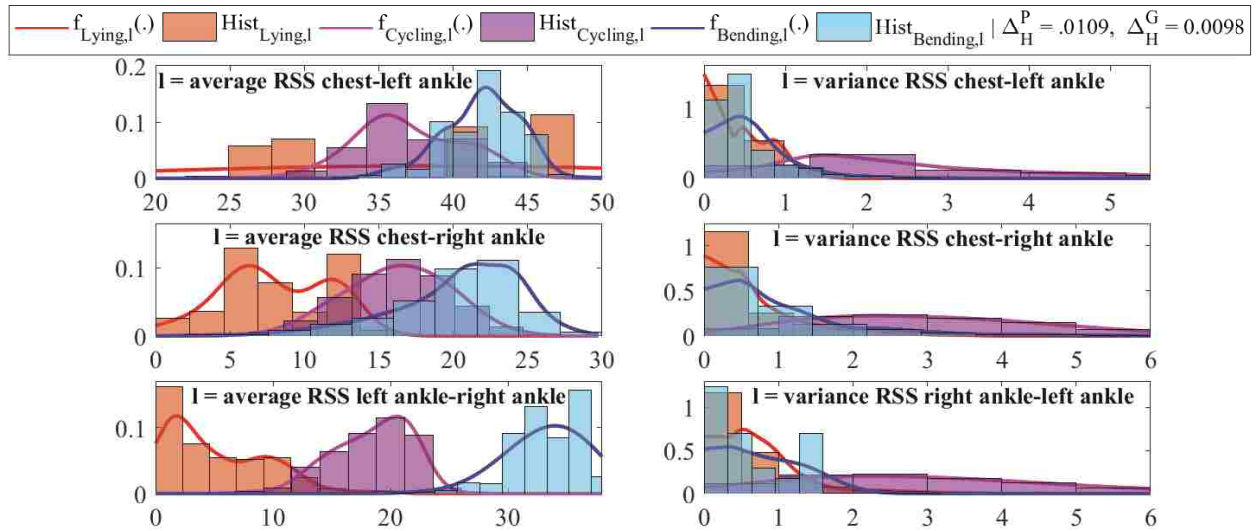 f_Lying,l(.) Hist_Lying,l f_Cycling,l(.) Hist_Cycling,l f_Bending,l(.) Hist_Bending,l | Δ_H^P = .0109, Δ_H^G = 0.0098
l = average RSS chest-left ankle
0.2
0.1
0
20 25 30 35 40 45 50
l = variance RSS chest-left ankle
1
0
0 1 2 3 4 5
l = average RSS chest-right ankle
0.1
0
0 5 10 15 20 25 30
l = variance RSS chest-right ankle
1
0.5
0
0 1 2 3 4 5 6
l = average RSS left ankle-right ankle
0.1
0
0 10 20 30
l = variance RSS right ankle-left ankle
1
0.5
0
0 1 2 3 4 5 6